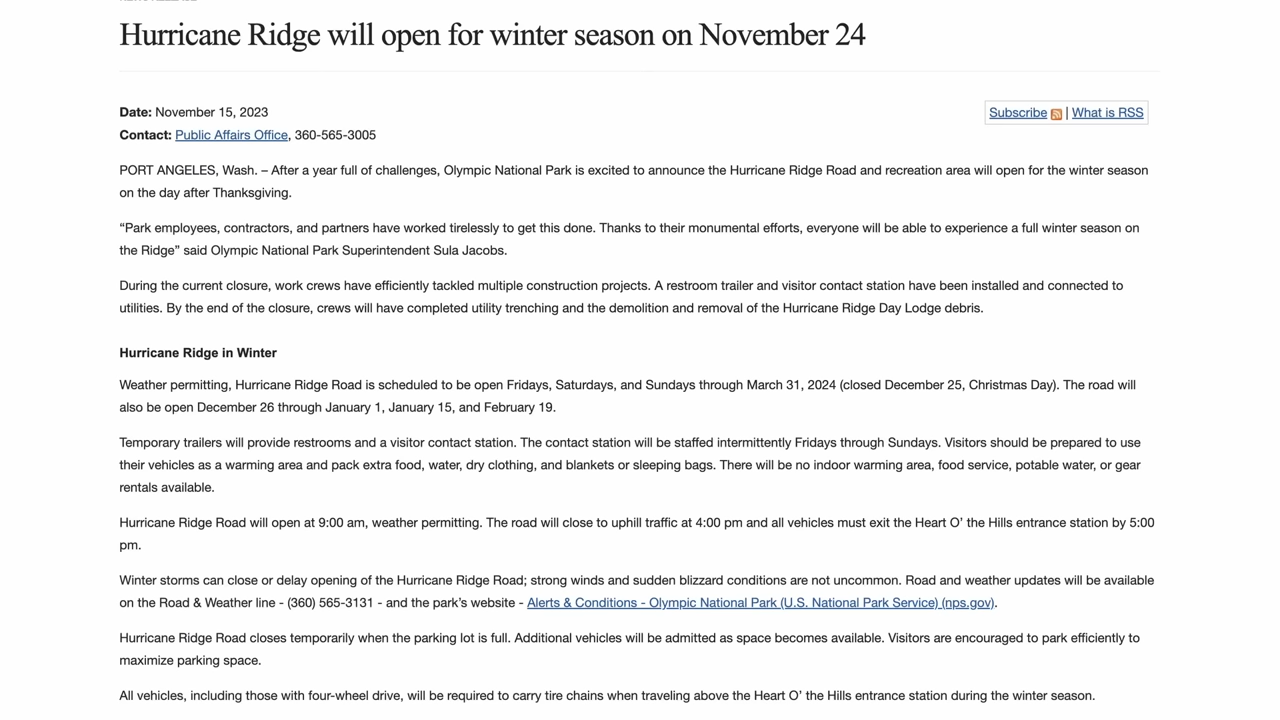 Hurricane Ridge will open for winter season on November 24
Date: November 15, 2023
Subscribe | What is RSS
Contact: Public Affairs Office, 360-565-3005
PORT ANGELES, Wash. – After a year full of challenges, Olympic National Park is excited to announce the Hurricane Ridge Road and recreation area will open for the winter season
on the day after Thanksgiving.
“Park employees, contractors, and partners have worked tirelessly to get this done. Thanks to their monumental efforts, everyone will be able to experience a full winter season on
the Ridge” said Olympic National Park Superintendent Sula Jacobs.
During the current closure, work crews have efficiently tackled multiple construction projects. A restroom trailer and visitor contact station have been installed and connected to
utilities. By the end of the closure, crews will have completed utility trenching and the demolition and removal of the Hurricane Ridge Day Lodge debris.
Hurricane Ridge in Winter
Weather permitting, Hurricane Ridge Road is scheduled to be open Fridays, Saturdays, and Sundays through March 31, 2024 (closed December 25, Christmas Day). The road will
also be open December 26 through January 1, January 15, and February 19.
Temporary trailers will provide restrooms and a visitor contact station. The contact station will be staffed intermittently Fridays through Sundays. Visitors should be prepared to use
their vehicles as a warming area and pack extra food, water, dry clothing, and blankets or sleeping bags. There will be no indoor warming area, food service, potable water, or gear
rentals available.
Hurricane Ridge Road will open at 9:00 am, weather permitting. The road will close to uphill traffic at 4:00 pm and all vehicles must exit the Heart O’ the Hills entrance station by 5:00
pm.
Winter storms can close or delay opening of the Hurricane Ridge Road; strong winds and sudden blizzard conditions are not uncommon. Road and weather updates will be available
on the Road & Weather line - (360) 565-3131 - and the park’s website - Alerts & Conditions - Olympic National Park (U.S. National Park Service) (nps.gov).
Hurricane Ridge Road closes temporarily when the parking lot is full. Additional vehicles will be admitted as space becomes available. Visitors are encouraged to park efficiently to
maximize parking space.
All vehicles, including those with four-wheel drive, will be required to carry tire chains when traveling above the Heart O’ the Hills entrance station during the winter season.